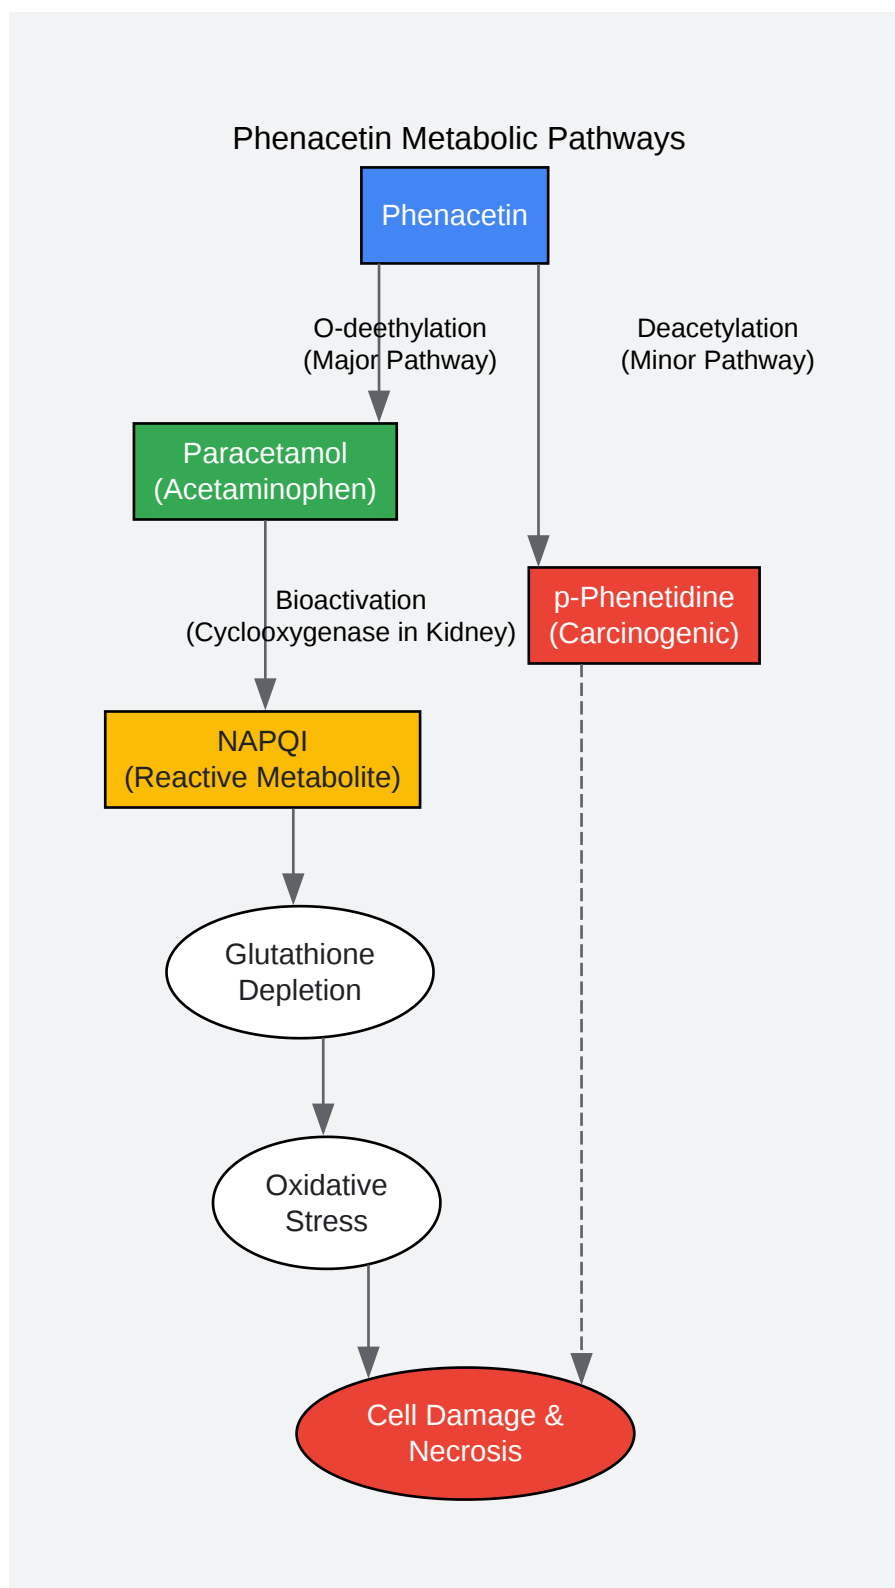 Phenacetin Metabolic Pathways
Phenacetin
O-deethylation
(Major Pathway)
Deacetylation
(Minor Pathway)
Paracetamol
(Acetaminophen)
Bioactivation
(Cyclooxygenase in Kidney)
p-Phenetidine
(Carcinogenic)
NAPQI
(Reactive Metabolite)
Glutathione
Depletion
Oxidative
Stress
Cell Damage &
Necrosis